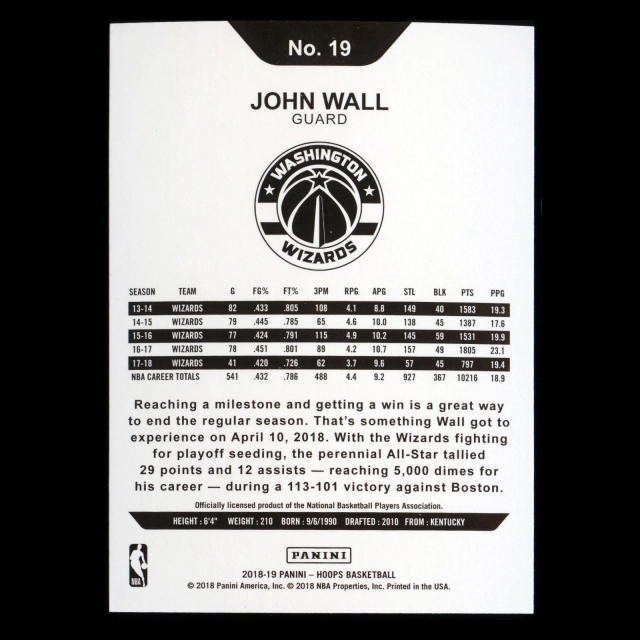 No. 19
JOHN WALL
GUARD
WASHINGTON
WIZARDS
SEASON TEAM G FG% FT% 3PM RPG APG STL BLK PTS PPG
13-14 WIZARDS 82 .433 .805 108 4.1 8.8 149 40 1583 19.3
14-15 WIZARDS 79 .445 .785 65 4.6 10.0 138 45 1387 17.6
15-16 WIZARDS 77 .424 .791 115 4.9 10.2 145 59 1531 19.9
16-17 WIZARDS 78 .451 .801 89 4.2 10.7 157 49 1805 23.1
17-18 WIZARDS 41 .420 .726 62 3.7 9.6 57 45 797 19.4
NBA CAREER TOTALS 541 .432 .786 488 4.4 9.2 927 367 10216 18.9
Reaching a milestone and getting a win is a great way
to end the regular season. That's something Wall got to
experience on April 10, 2018. With the Wizards fighting
for playoff seeding, the perennial All-Star tallied
29 points and 12 assists — reaching 5,000 dimes for
his career — during a 113-101 victory against Boston.
Officially licensed product of the National Basketball Players Association.
HEIGHT: 6'4" WEIGHT: 210 BORN: 9/6/1990 DRAFTED: 2010 FROM: KENTUCKY
PANINI
NBA
2018-19 PANINI – HOOPS BASKETBALL
© 2018 Panini America, Inc. © 2018 NBA Properties, Inc. Printed in the USA.